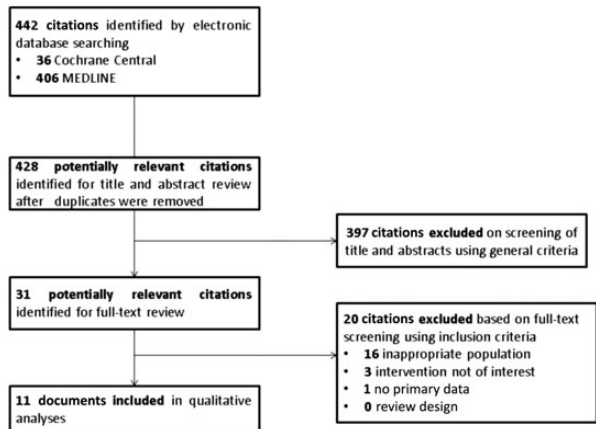 442 citations identified by electronic
database searching
• 36 Cochrane Central
• 406 MEDLINE
428 potentially relevant citations
identified for title and abstract review
after duplicates were removed
397 citations excluded on screening of
title and abstracts using general criteria
31 potentially relevant citations
identified for full-text review
20 citations excluded based on full-text
screening using inclusion criteria
• 16 inappropriate population
• 3 intervention not of interest
• 1 no primary data
• 0 review design
11 documents included in qualitative
analyses